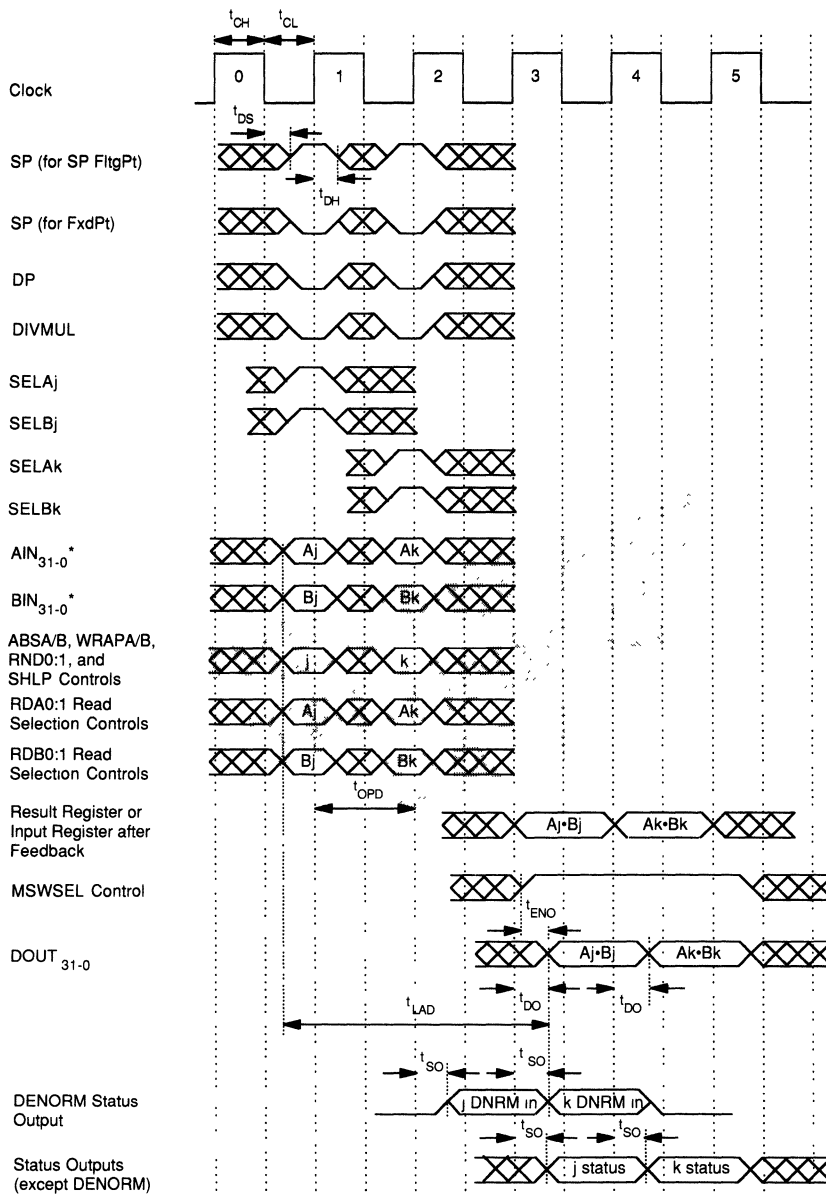 tCH tCL
Clock 0 1 2 3 4 5
tDS
SP (for SP FltgPt)
tDH
SP (for FxdPt)
DP
DIVMUL
SELAj
SELBj
SELAk
SELBk
AIN31-0* Aj Ak
BIN31-0* Bj Bk
ABSA/B, WRAPA/B,
RND0:1, and
SHLP Controls j k
RDA0:1 Read
Selection Controls Aj Ak
RDB0:1 Read
Selection Controls Bj Bk
tOPD
Result Register or
Input Register after
Feedback Aj•Bj Ak•Bk
MSWSEL Control
tENO
DOUT 31-0 Aj•Bj Ak•Bk
tDO tDO
tLAD
tSO tSO
DENORM Status
Output j DNRM in k DNRM in
tSO tSO
Status Outputs
(except DENORM) j status k status